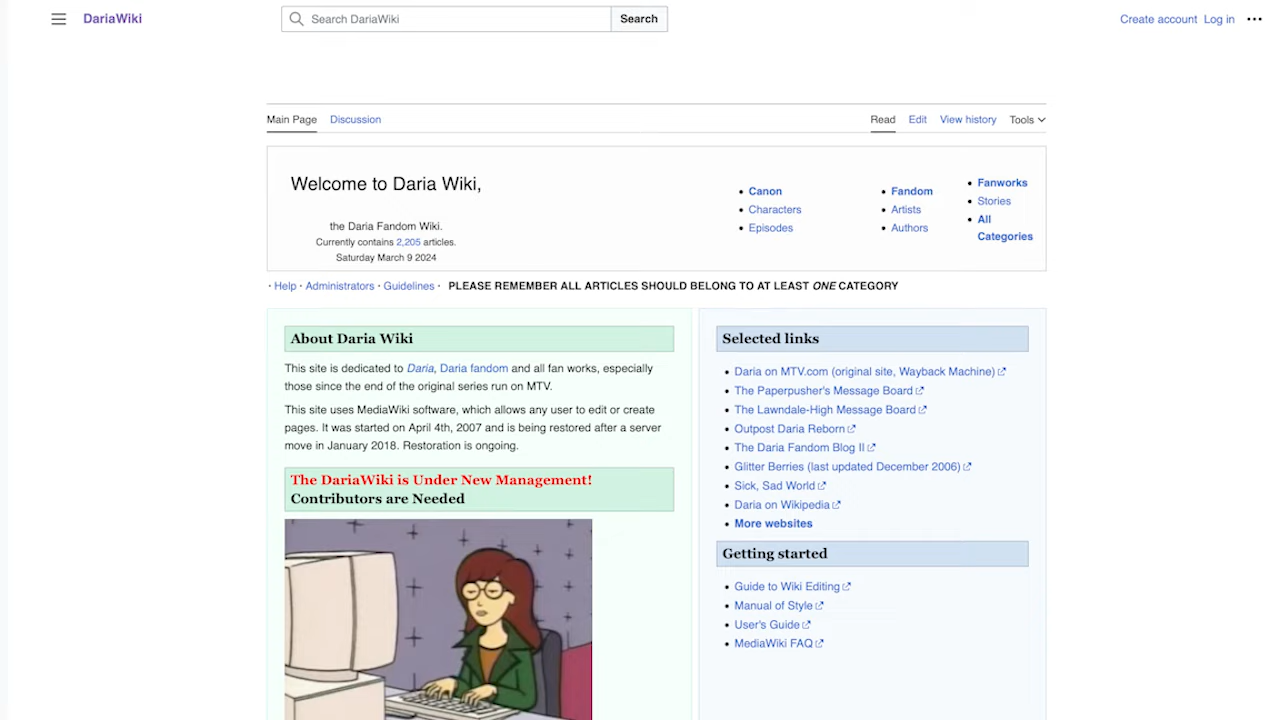 DariaWiki
Search DariaWiki
Search
Create account Log in
Main Page Discussion
Read Edit View history Tools
Welcome to Daria Wiki,
the Daria Fandom Wiki.
Currently contains 2,205 articles.
Saturday March 9 2024
Canon
Characters
Episodes
Fandom
Artists
Authors
Fanworks
Stories
All
Categories
· Help · Administrators · Guidelines · PLEASE REMEMBER ALL ARTICLES SHOULD BELONG TO AT LEAST ONE CATEGORY
About Daria Wiki
This site is dedicated to Daria, Daria fandom and all fan works, especially
those since the end of the original series run on MTV.
This site uses MediaWiki software, which allows any user to edit or create
pages. It was started on April 4th, 2007 and is being restored after a server
move in January 2018. Restoration is ongoing.
The DariaWiki is Under New Management!
Contributors are Needed
Selected links
Daria on MTV.com (original site, Wayback Machine)
The Paperpusher's Message Board
The Lawndale-High Message Board
Outpost Daria Reborn
The Daria Fandom Blog II
Glitter Berries (last updated December 2006)
Sick, Sad World
Daria on Wikipedia
More websites
Getting started
Guide to Wiki Editing
Manual of Style
User's Guide
MediaWiki FAQ